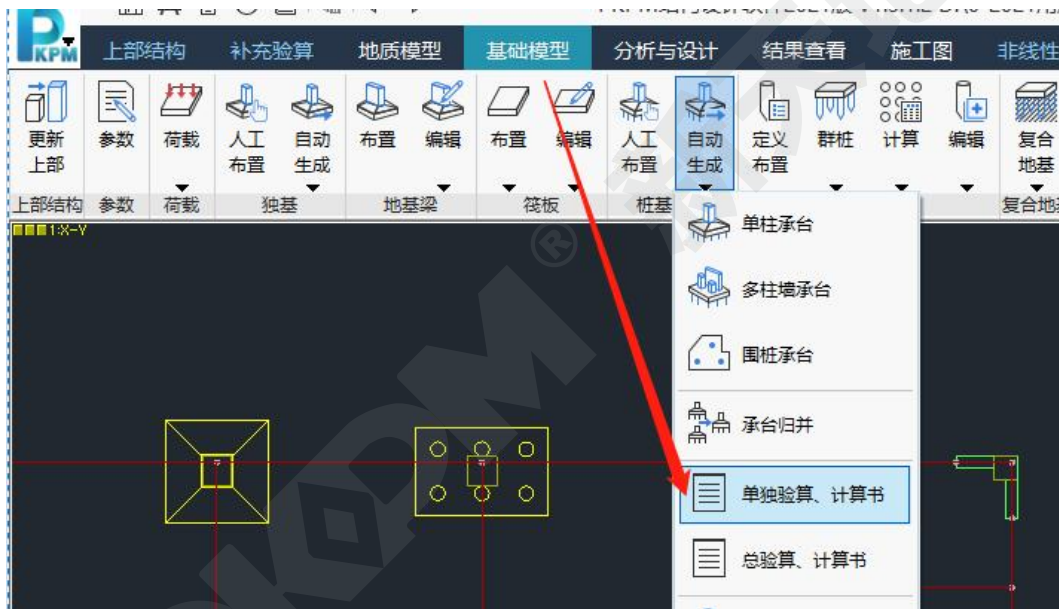 PKPM
上部结构 补充验算 地质模型 基础模型 分析与设计 结果查看 施工图 非线性
更新上部 参数 荷载 人工布置 自动生成 布置 编辑 布置 编辑 人工布置 自动生成 定义布置 群桩 计算 编辑 复合地基
上部结构 参数 荷载 独基 地基梁 筏板 桩基 复合地
1:X-Y
单柱承台
多柱墙承台
围桩承台
承台归并
单独验算、计算书
总验算、计算书